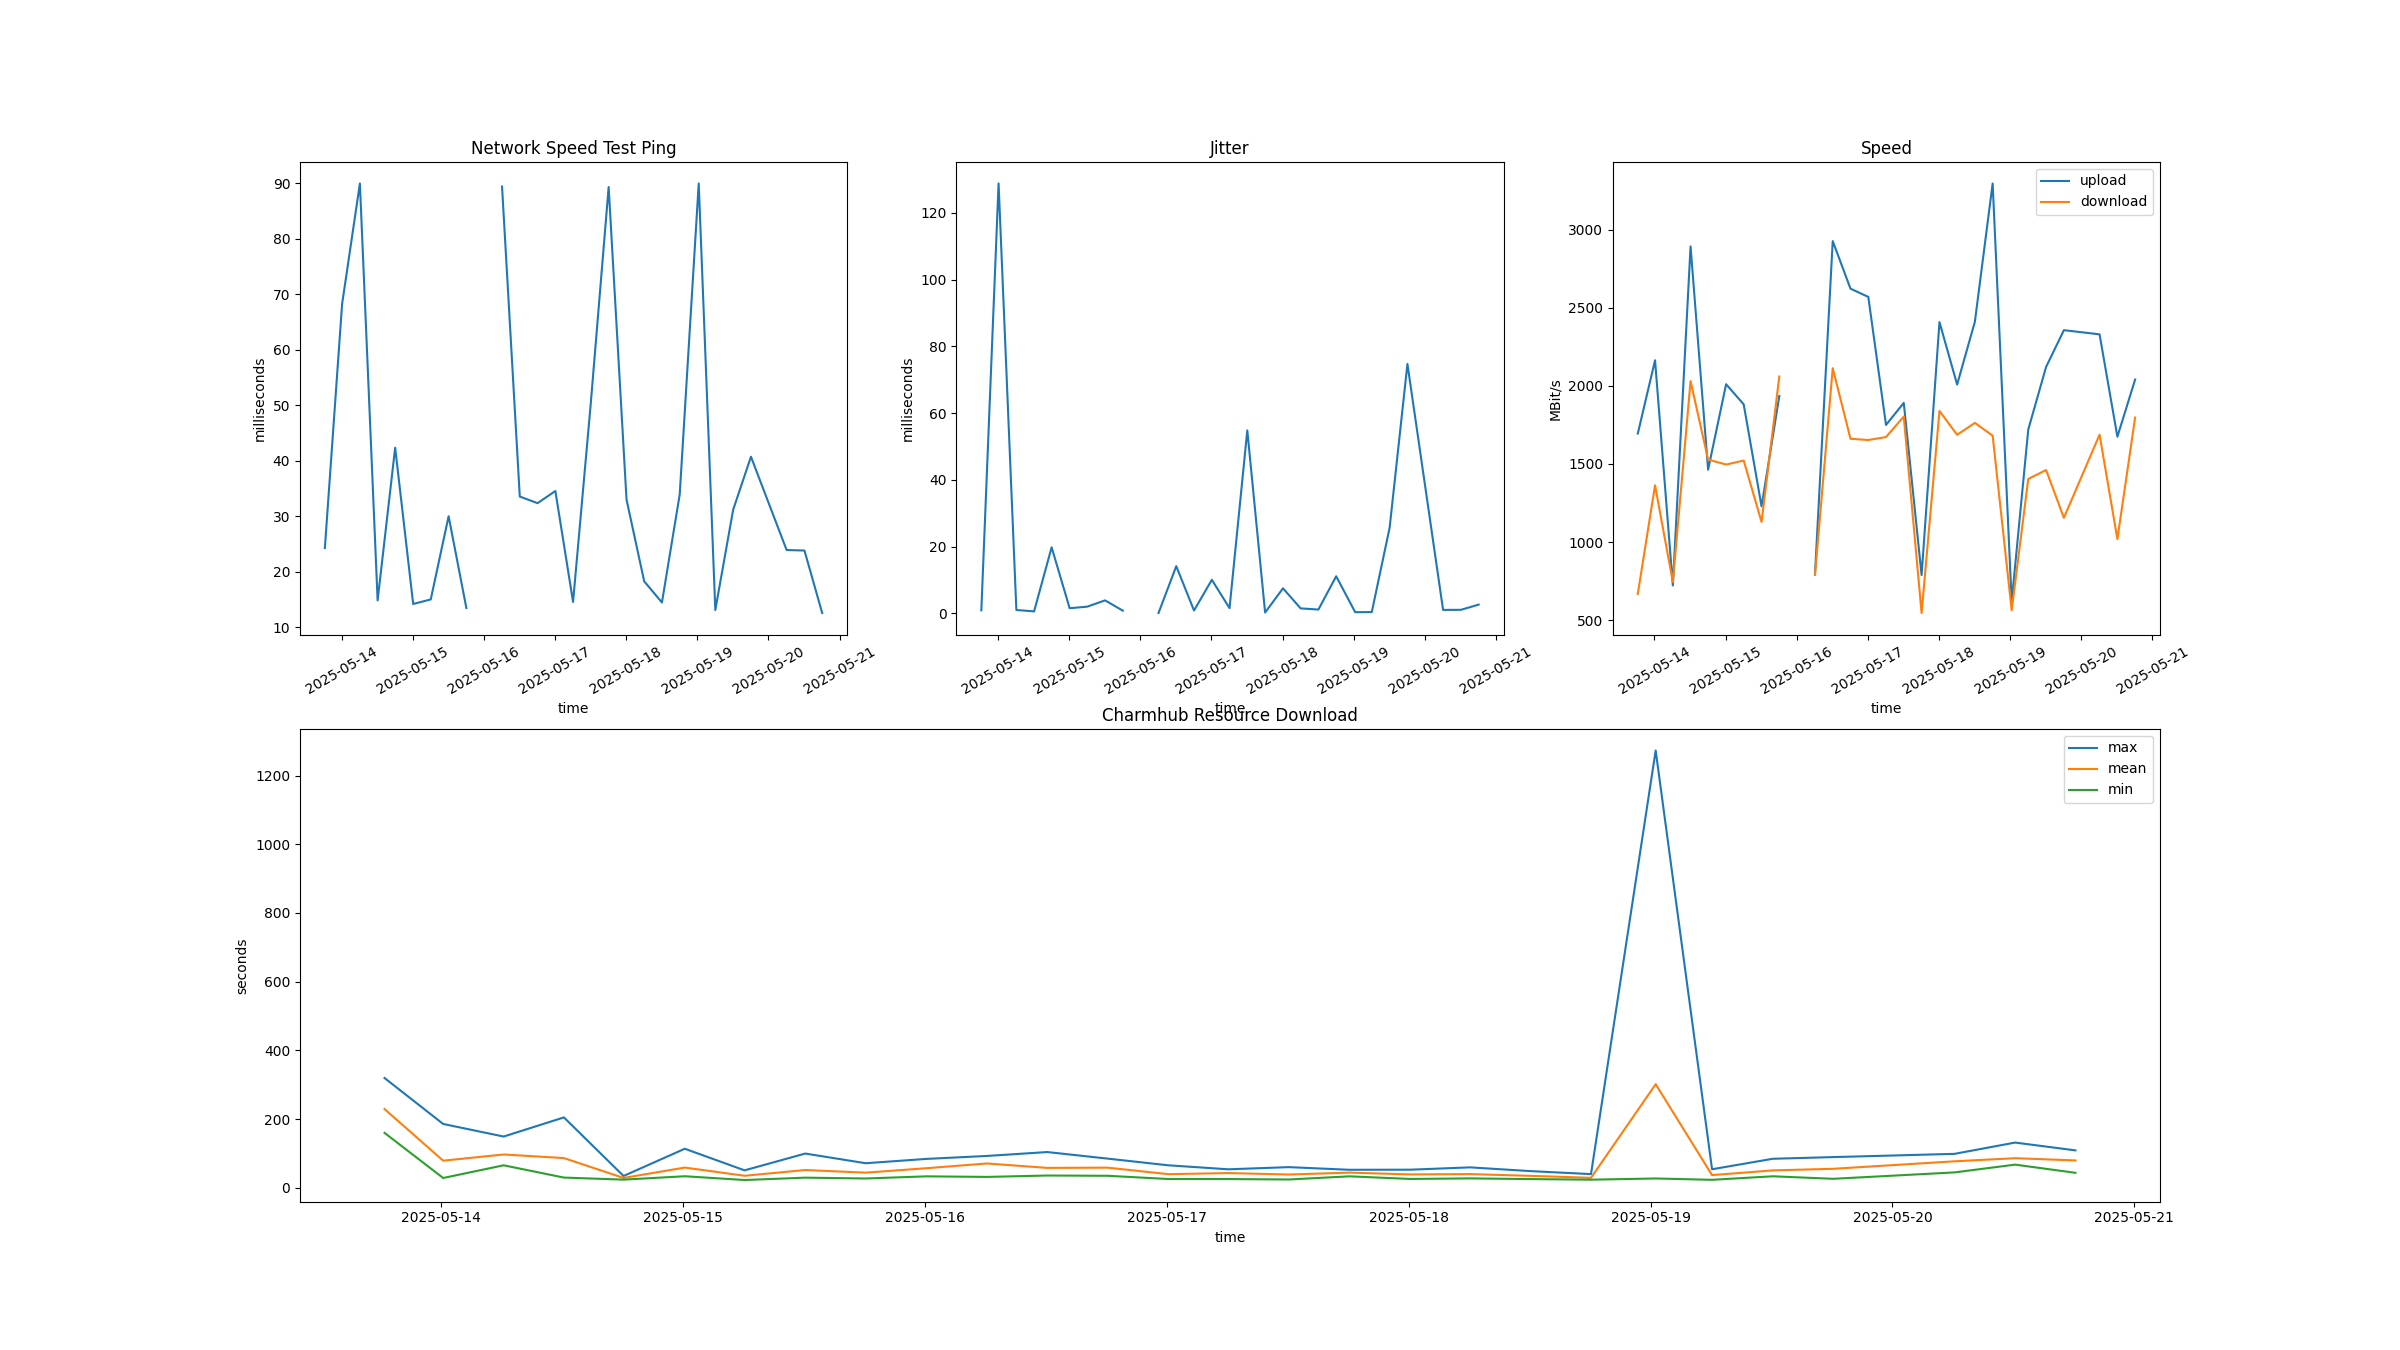 Network Speed Test Ping
90
80
70
60
50
40
30
20
10
milliseconds
2025-05-14 2025-05-15 2025-05-16 2025-05-17 2025-05-18 2025-05-19 2025-05-20 2025-05-21
time
Jitter
120
100
80
60
40
20
0
milliseconds
2025-05-14 2025-05-15 2025-05-16 2025-05-17 2025-05-18 2025-05-19 2025-05-20 2025-05-21
time
Speed
upload
download
3000
2500
2000
1500
1000
500
MBit/s
2025-05-14 2025-05-15 2025-05-16 2025-05-17 2025-05-18 2025-05-19 2025-05-20 2025-05-21
time
Charmhub Resource Download
max
mean
min
1200
1000
800
600
400
200
0
seconds
2025-05-14 2025-05-15 2025-05-16 2025-05-17 2025-05-18 2025-05-19 2025-05-20 2025-05-21
time